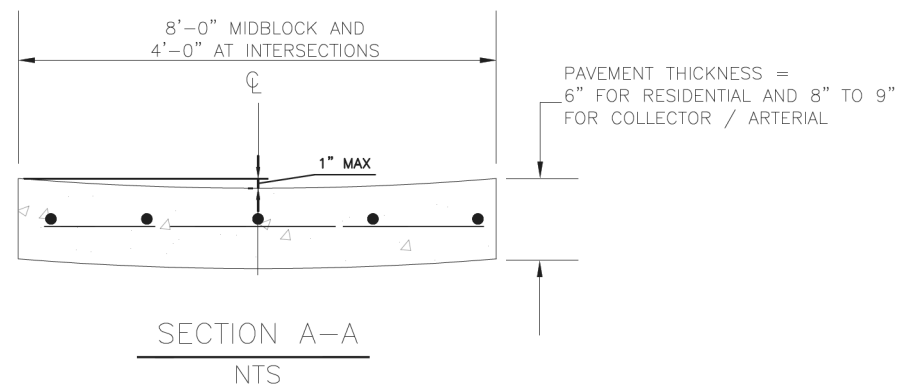 8'-0" MIDBLOCK AND
4'-0" AT INTERSECTIONS
℄
PAVEMENT THICKNESS =
6" FOR RESIDENTIAL AND 8" TO 9"
FOR COLLECTOR / ARTERIAL
1" MAX
SECTION A-A
NTS